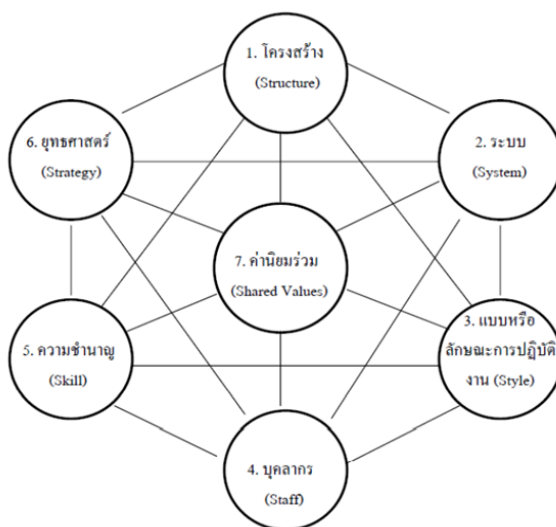 1. โครงสร้าง
(Structure)
6. ยุทธศาสตร์
(Strategy)
2. ระบบ
(System)
7. ค่านิยมร่วม
(Shared Values)
5. ความชำนาญ
(Skill)
3. แบบหรือ
ลักษณะการปฏิบัติ
งาน (Style)
4. บุคลากร
(Staff)